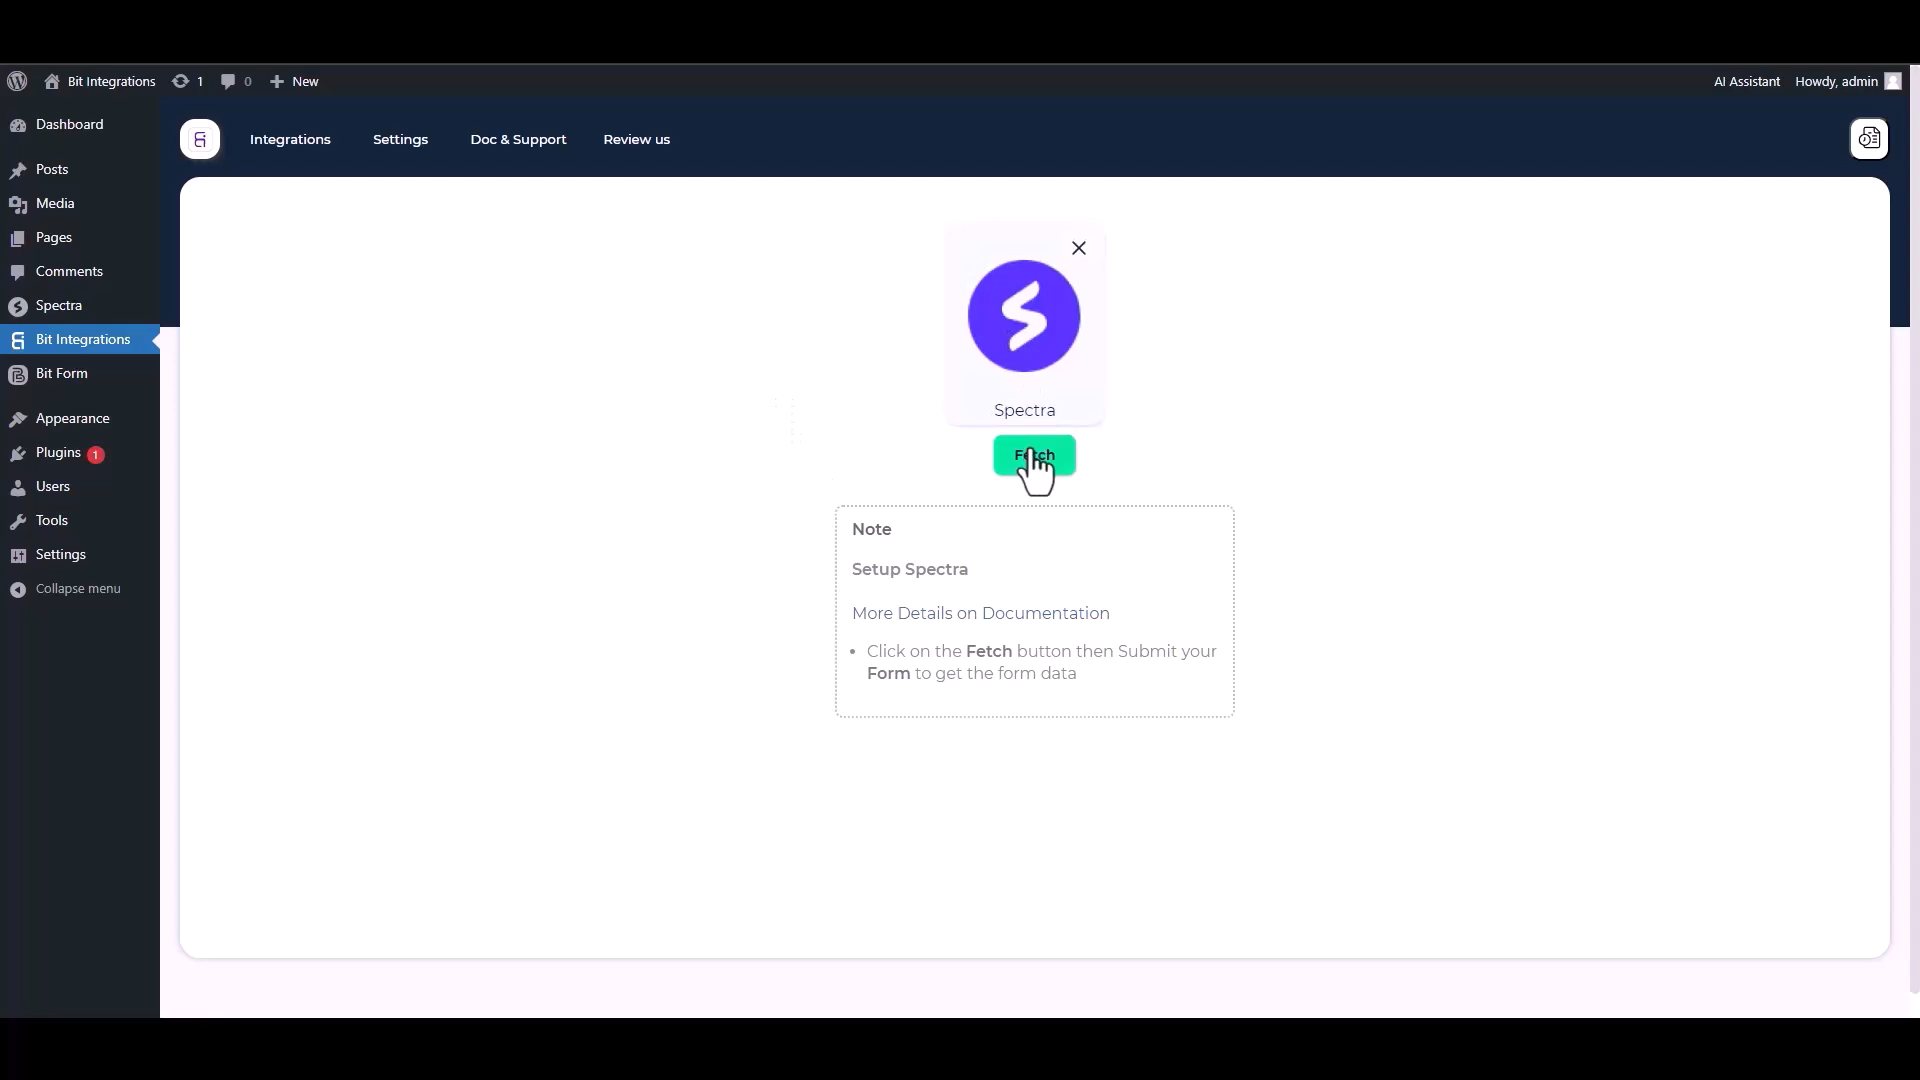 Bit Integrations 1 0 New AI Assistant Howdy, admin
Dashboard
Posts
Media
Pages
Comments
Spectra
Bit Integrations
Bit Form
Appearance
Plugins 1
Users
Tools
Settings
Collapse menu
Integrations Settings Doc & Support Review us
Spectra
Fetch
Note
Setup Spectra
More Details on Documentation
• Click on the Fetch button then Submit your
Form to get the form data